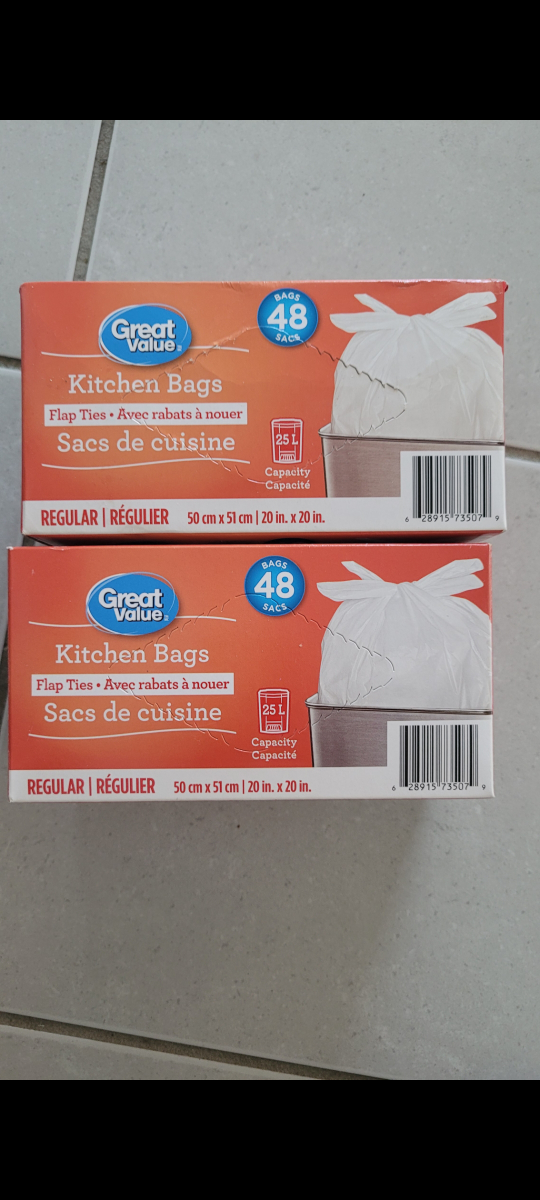 Great
Value
BAGS
48
SACS
Kitchen Bags
Flap Ties • Avec rabats à nouer
Sacs de cuisine
25 L
Capacity
Capacité
REGULAR | RÉGULIER 50 cm x 51 cm | 20 in. x 20 in.
6 28915 73507 9
Great
Value
BAGS
48
SACS
Kitchen Bags
Flap Ties • Avec rabats à nouer
Sacs de cuisine
25 L
Capacity
Capacité
REGULAR | RÉGULIER 50 cm x 51 cm | 20 in. x 20 in.
6 28915 73507 9